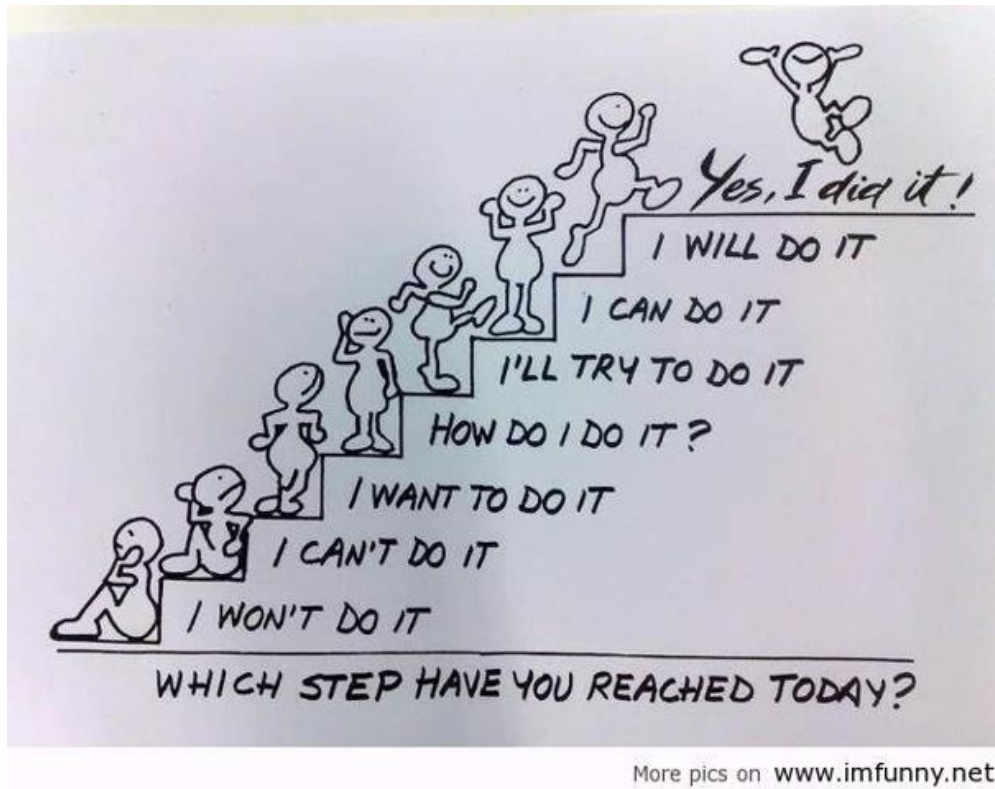 Yes, I did it!
I WILL DO IT
I CAN DO IT
I'LL TRY TO DO IT
HOW DO I DO IT?
I WANT TO DO IT
I CAN'T DO IT
I WON'T DO IT
WHICH STEP HAVE YOU REACHED TODAY?
More pics on www.imfunny.net